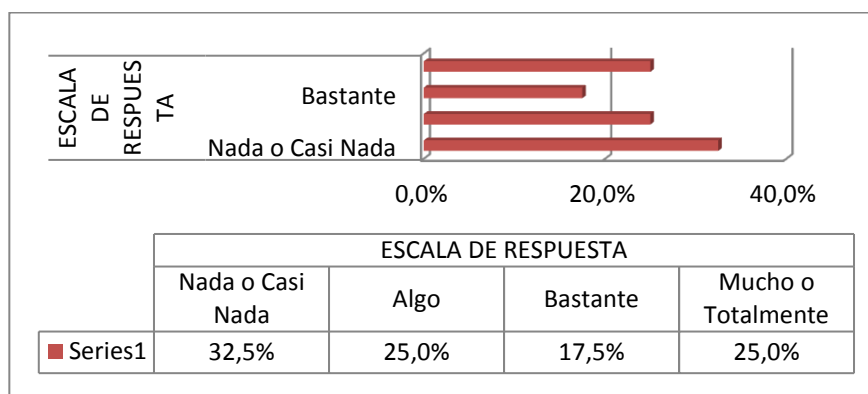 ESCALA
DE
RESPUES
TA
Bastante
Nada o Casi Nada
0,0% 20,0% 40,0%
ESCALA DE RESPUESTA
Nada o Casi Nada Algo Bastante Mucho o Totalmente
Series1 32,5% 25,0% 17,5% 25,0%